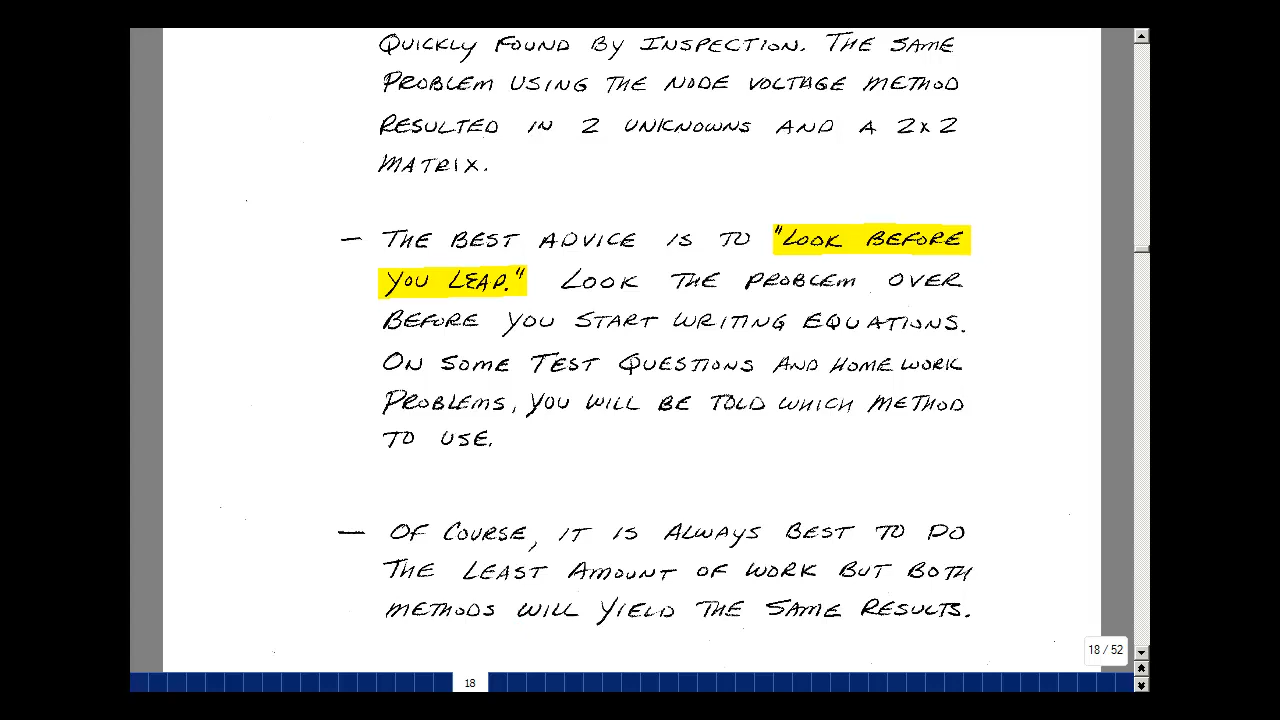 QUICKLY FOUND BY INSPECTION. THE SAME
PROBLEM USING THE NODE VOLTAGE METHOD
RESULTED IN 2 UNKNOWNS AND A 2x2
MATRIX.
— THE BEST ADVICE IS TO "LOOK BEFORE
YOU LEAP." LOOK THE PROBLEM OVER
BEFORE YOU START WRITING EQUATIONS.
ON SOME TEST QUESTIONS AND HOMEWORK
PROBLEMS, YOU WILL BE TOLD WHICH METHOD
TO USE.
— OF COURSE, IT IS ALWAYS BEST TO DO
THE LEAST AMOUNT OF WORK BUT BOTH
METHODS WILL YIELD THE SAME RESULTS.
18 / 52
18